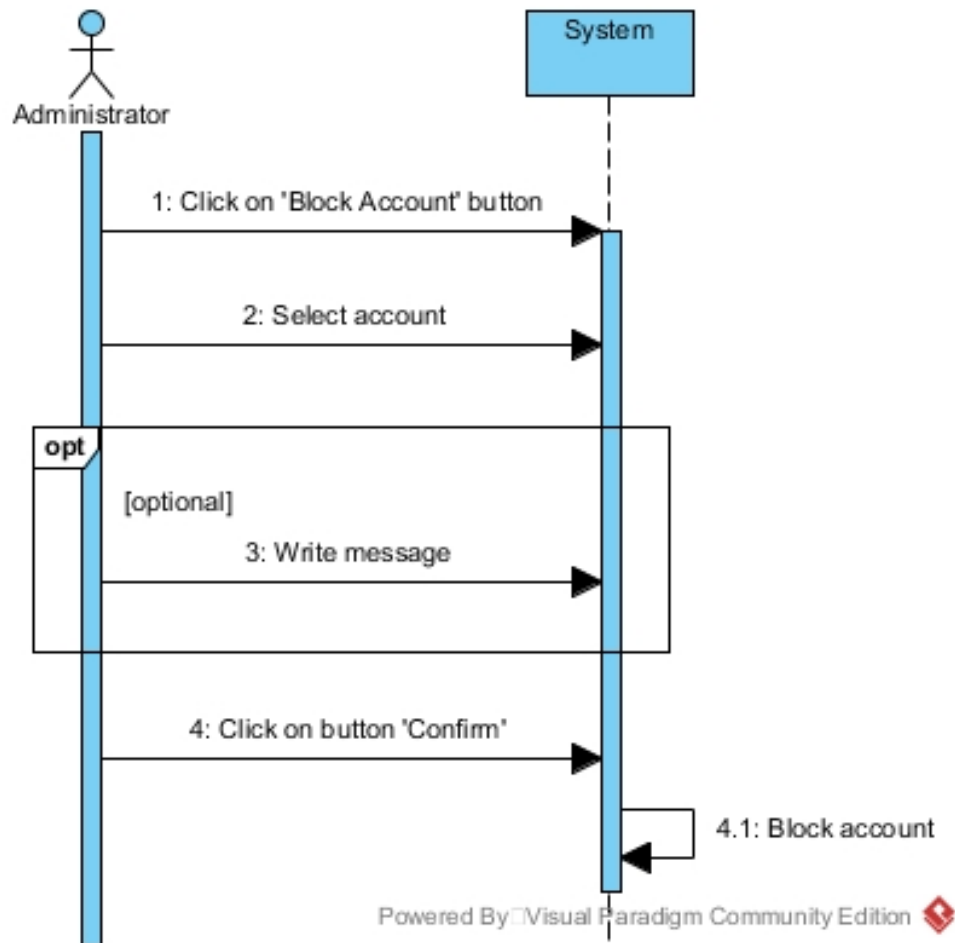 System
Administrator
1: Click on 'Block Account' button
2: Select account
opt
[optional]
3: Write message
4: Click on button 'Confirm'
4.1: Block account
Powered By Visual Paradigm Community Edition